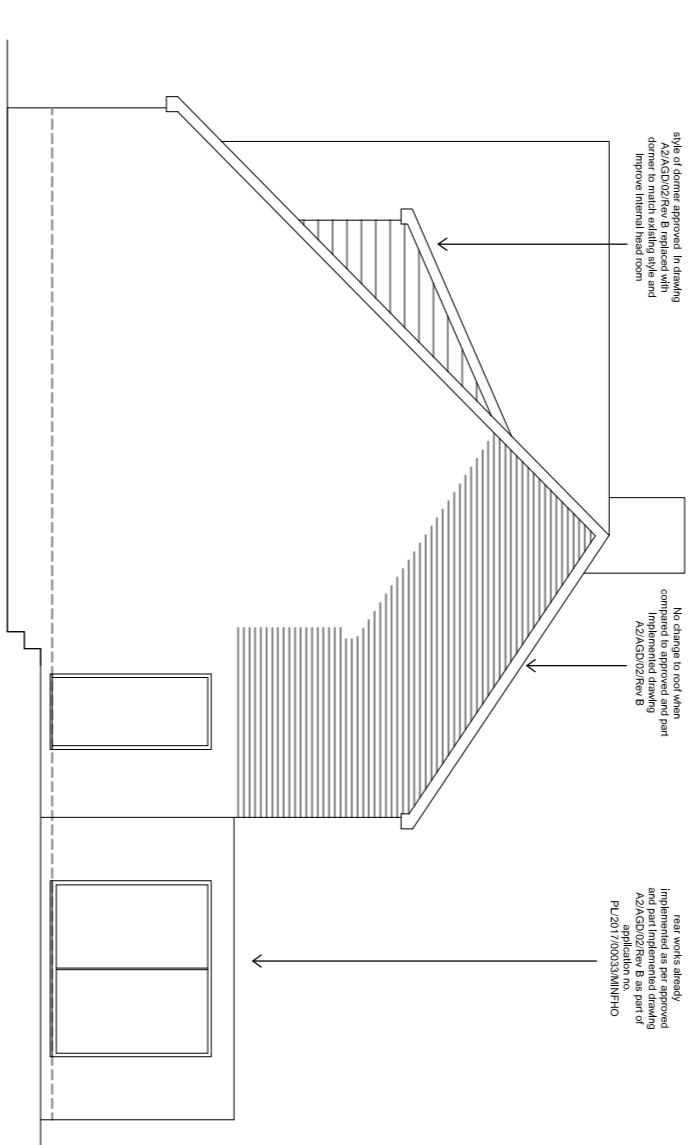 style of dormer approved in drawing
A2/AGD/02/Rev B replaced with
dormer to match existing style and
Improve Internal head room
No change to roof when
compared to approved and part
Implemented drawing
A2/AGD/02/Rev B
rear works already
implemented as per approved
and part Implemented drawing
A2/AGD/02/Rev B as part of
application no.
PL/2017/00033/MINFHO